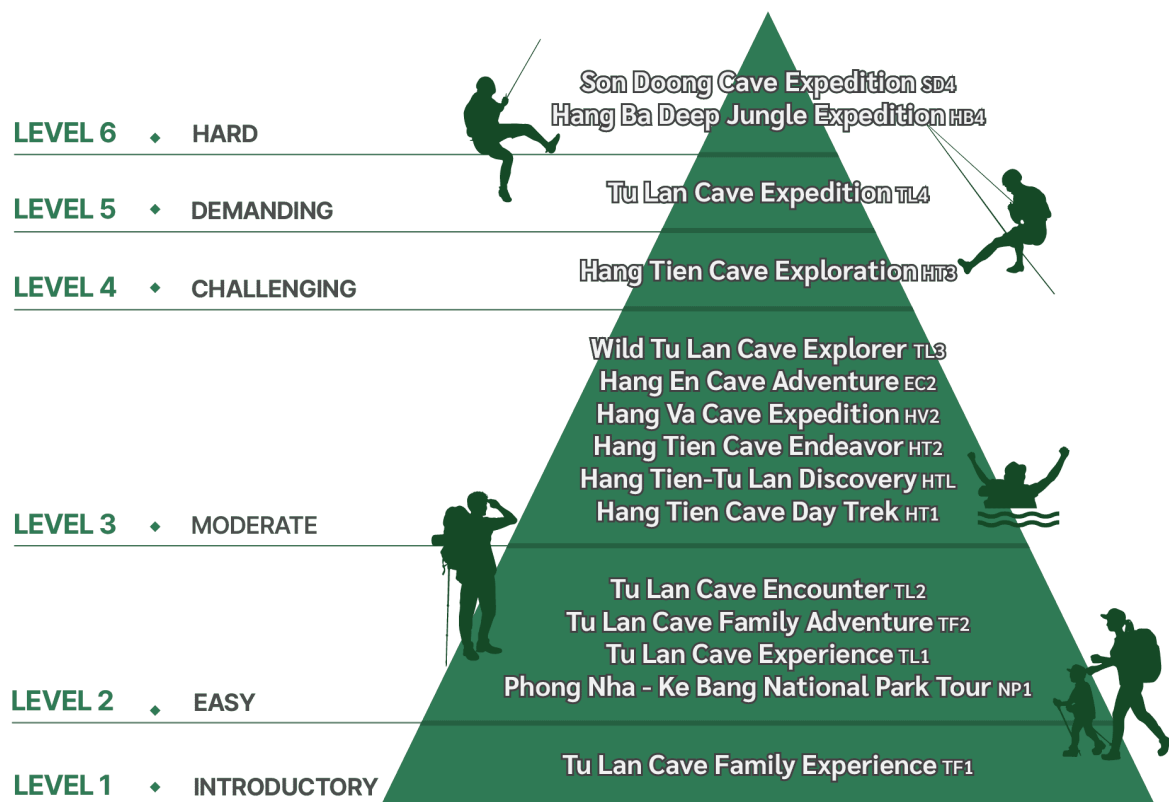 Son Doong Cave Expedition SD4
Hang Ba Deep Jungle Expedition HB4
LEVEL 6 ◆ HARD
Tu Lan Cave Expedition TL4
LEVEL 5 ◆ DEMANDING
Hang Tien Cave Exploration HT3
LEVEL 4 ◆ CHALLENGING
Wild Tu Lan Cave Explorer TL3
Hang En Cave Adventure EC2
Hang Va Cave Expedition HV2
Hang Tien Cave Endeavor HT2
Hang Tien-Tu Lan Discovery HTL
Hang Tien Cave Day Trek HT1
LEVEL 3 ◆ MODERATE
Tu Lan Cave Encounter TL2
Tu Lan Cave Family Adventure TF2
Tu Lan Cave Experience TL1
Phong Nha - Ke Bang National Park Tour NP1
LEVEL 2 ◆ EASY
Tu Lan Cave Family Experience TF1
LEVEL 1 ◆ INTRODUCTORY